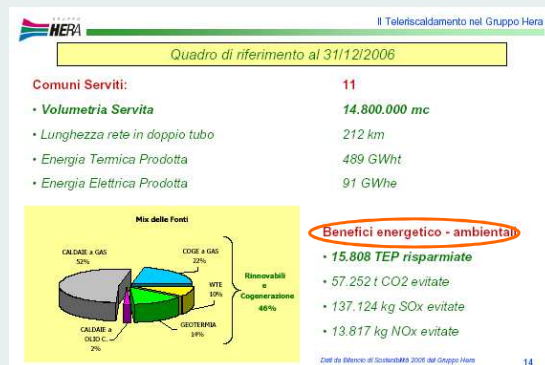 GRUPPO
HERA
Il Teleriscaldamento nel Gruppo Hera
Quadro di riferimento al 31/12/2006
Comuni Serviti: 11
• Volumetria Servita 14.800.000 mc
• Lunghezza rete in doppio tubo 212 km
• Energia Termica Prodotta 489 GWht
• Energia Elettrica Prodotta 91 GWhe
Mix delle Fonti
CALDAIE a GAS
52%
COGE a GAS
22%
WTE
10%
GEOTERMIA
14%
CALDAIE a
OLIO C.
2%
Rinnovabili
e
Cogenerazione
46%
Benefici energetico - ambientali
• 15.808 TEP risparmiate
• 57.252 t CO2 evitate
• 137.124 kg SOx evitate
• 13.817 kg NOx evitate
Dati da Bilancio di Sostenibilità 2006 del Gruppo Hera
14